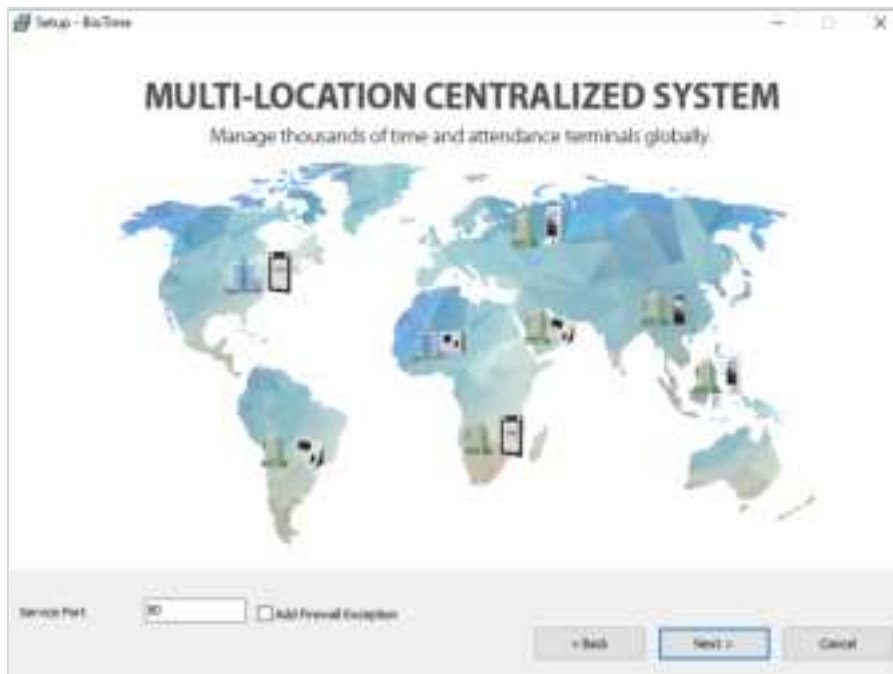 Setup - BioTime
MULTI-LOCATION CENTRALIZED SYSTEM
Manage thousands of time and attendance terminals globally.
Service Port 80 Add Firewall Exception
< Back Next > Cancel